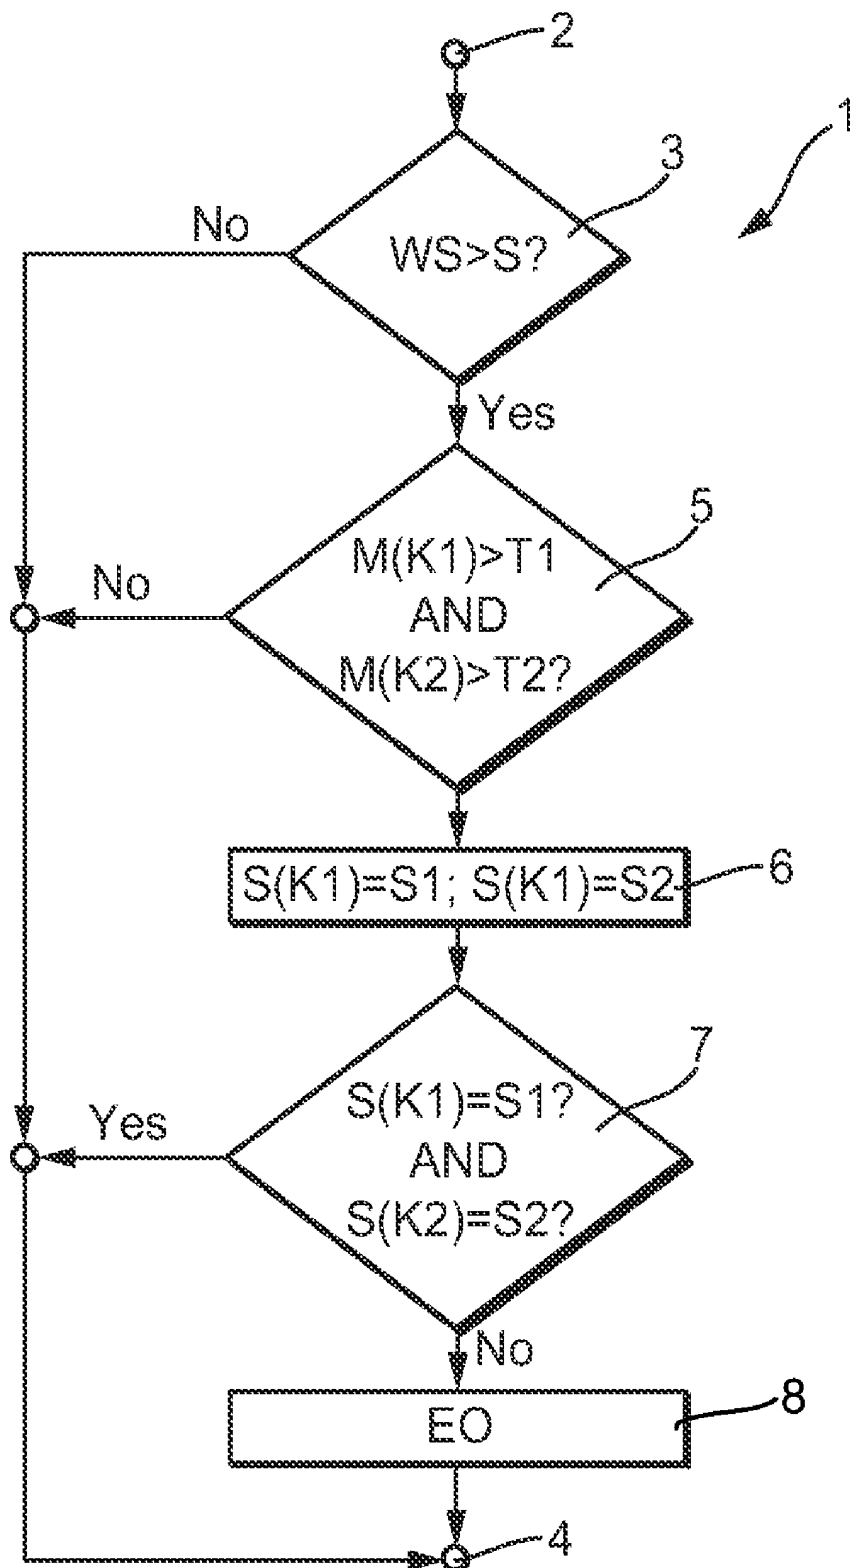 2
1
3
No
WS>S?
Yes
5
No
M(K1)>T1
AND
M(K2)>T2?
S(K1)=S1; S(K1)=S2
6
7
Yes
S(K1)=S1?
AND
S(K2)=S2?
No
EO
8
4